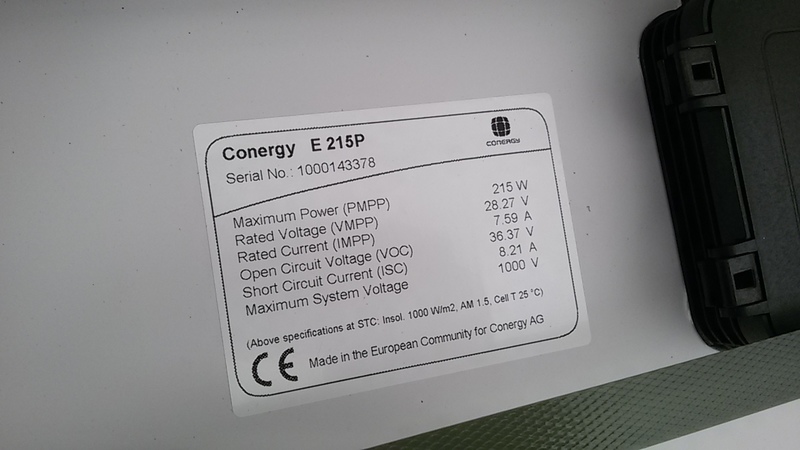 Conergy E 215P
CONERGY
Serial No.: 1000143378
Maximum Power (PMPP) 215 W
Rated Voltage (VMPP) 28.27 V
Rated Current (IMPP) 7.59 A
Open Circuit Voltage (VOC) 36.37 V
Short Circuit Current (ISC) 8.21 A
Maximum System Voltage 1000 V
(Above specifications at STC: Insol. 1000 W/m2, AM 1.5, Cell T 25 °C)
CE Made in the European Community for Conergy AG